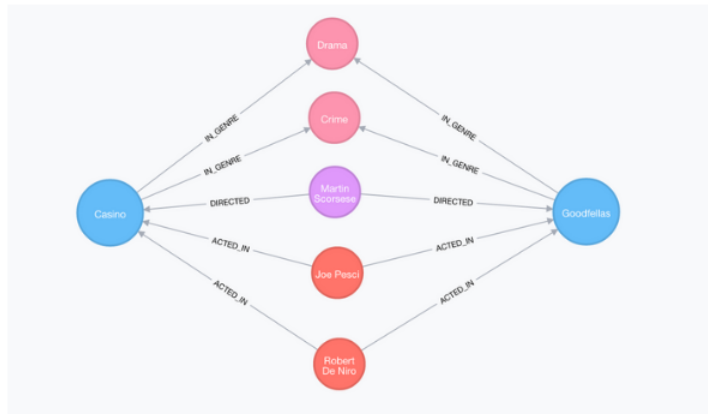 Drama
IN_GENRE
IN_GENRE
Crime
IN_GENRE
IN_GENRE
Martin
Scorsese
DIRECTED
DIRECTED
Casino
Goodfellas
ACTED_IN
ACTED_IN
Joe Pesci
ACTED_IN
ACTED_IN
Robert
De Niro